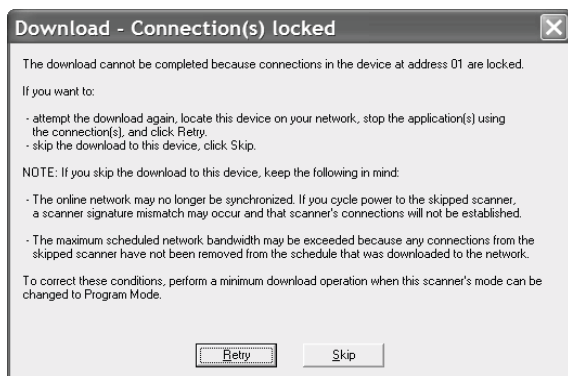 Download - Connection(s) locked
The download cannot be completed because connections in the device at address 01 are locked.
If you want to:
- attempt the download again, locate this device on your network, stop the application(s) using
the connection(s), and click Retry.
- skip the download to this device, click Skip.
NOTE: If you skip the download to this device, keep the following in mind:
- The online network may no longer be synchronized. If you cycle power to the skipped scanner,
a scanner signature mismatch may occur and that scanner's connections will not be established.
- The maximum scheduled network bandwidth may be exceeded because any connections from the
skipped scanner have not been removed from the schedule that was downloaded to the network.
To correct these conditions, perform a minimum download operation when this scanner's mode can be
changed to Program Mode.
Retry Skip